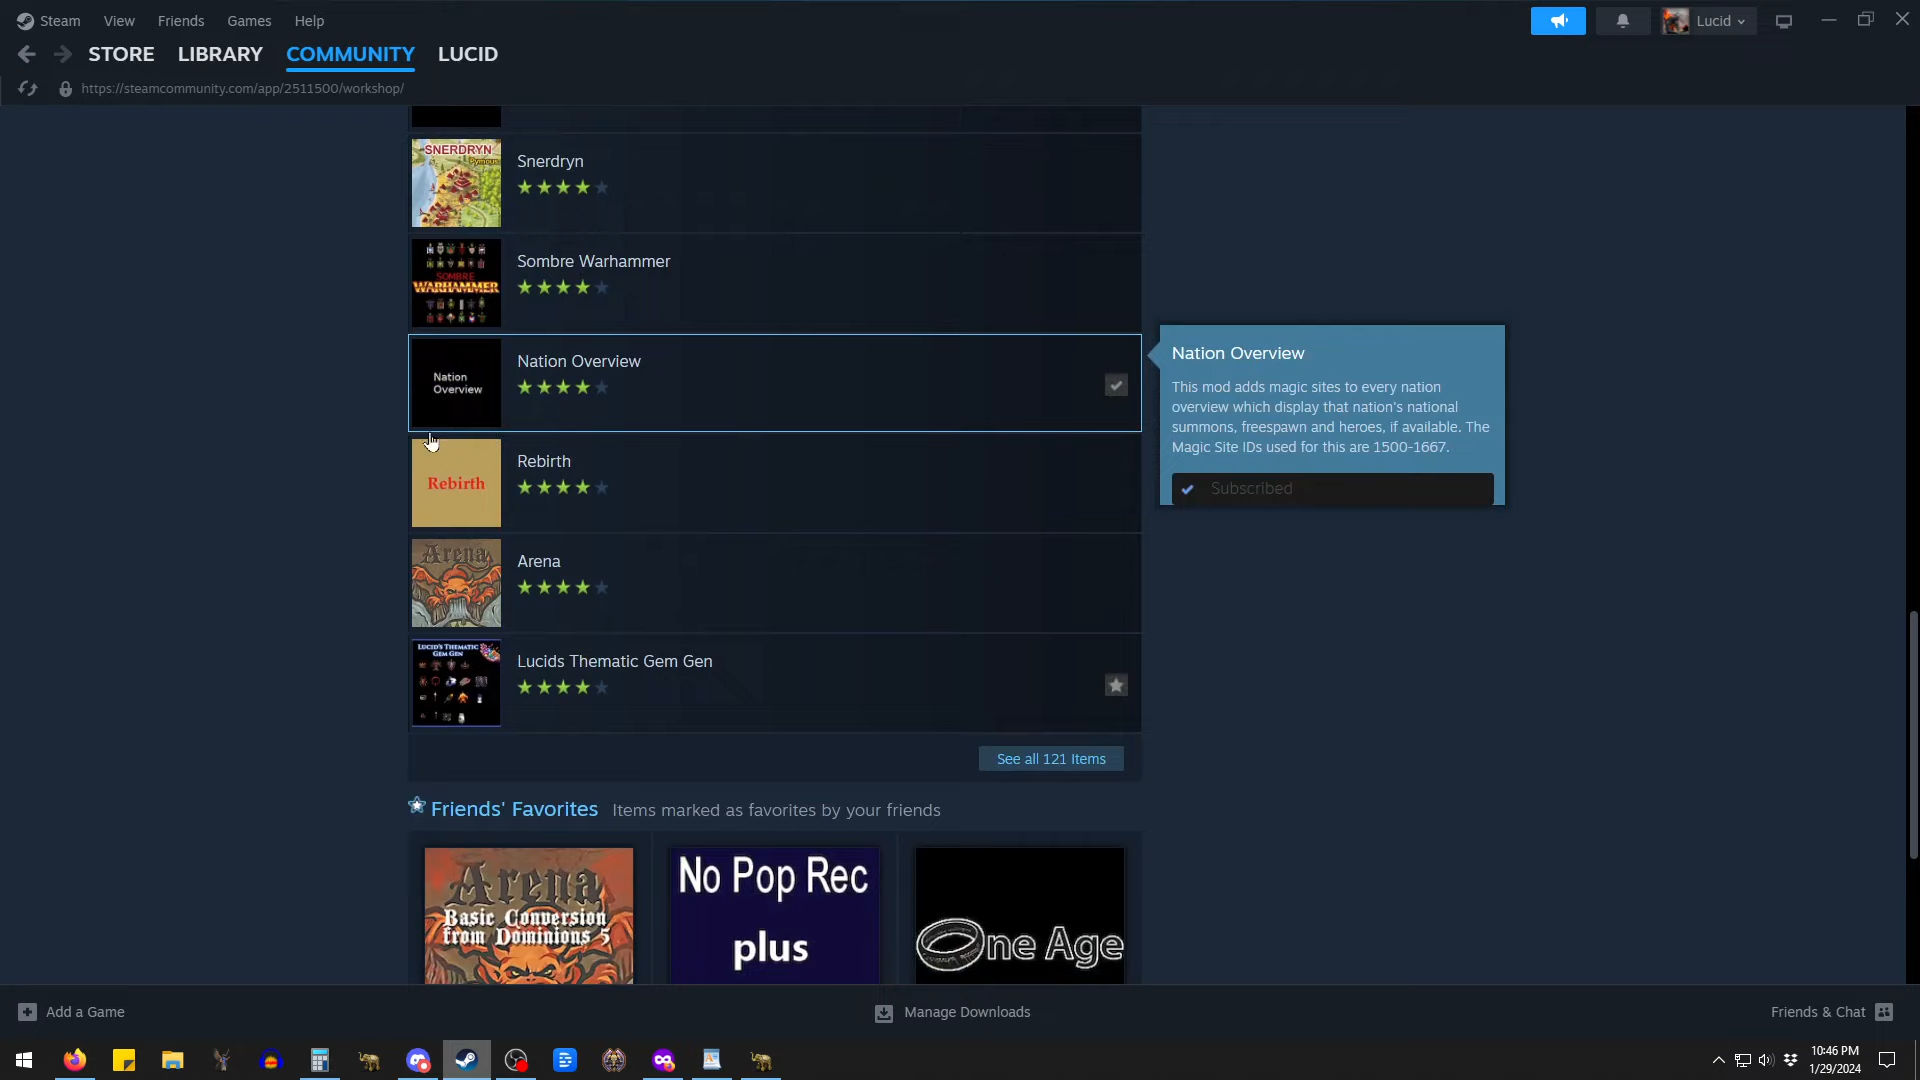 Steam View Friends Games Help Lucid
STORE LIBRARY COMMUNITY LUCID
https://steamcommunity.com/app/2511500/workshop/
SNERDRYN
Pymous
Snerdryn
SOMBRE
WARHAMMER
Sombre Warhammer
Nation
Overview
Nation Overview
Nation Overview
This mod adds magic sites to every nation
overview which display that nation's national
summons, freespawn and heroes, if available. The
Magic Site IDs used for this are 1500-1667.
Subscribed
Rebirth
Rebirth
Arena
Arena
LUCID'S THEMATIC
GEM GEN
Lucids Thematic Gem Gen
See all 121 Items
Friends' Favorites Items marked as favorites by your friends
Arena
Basic Conversion
from Dominions 5
No Pop Rec
plus
One Age
Add a Game Manage Downloads Friends & Chat
10:46 PM
1/29/2024